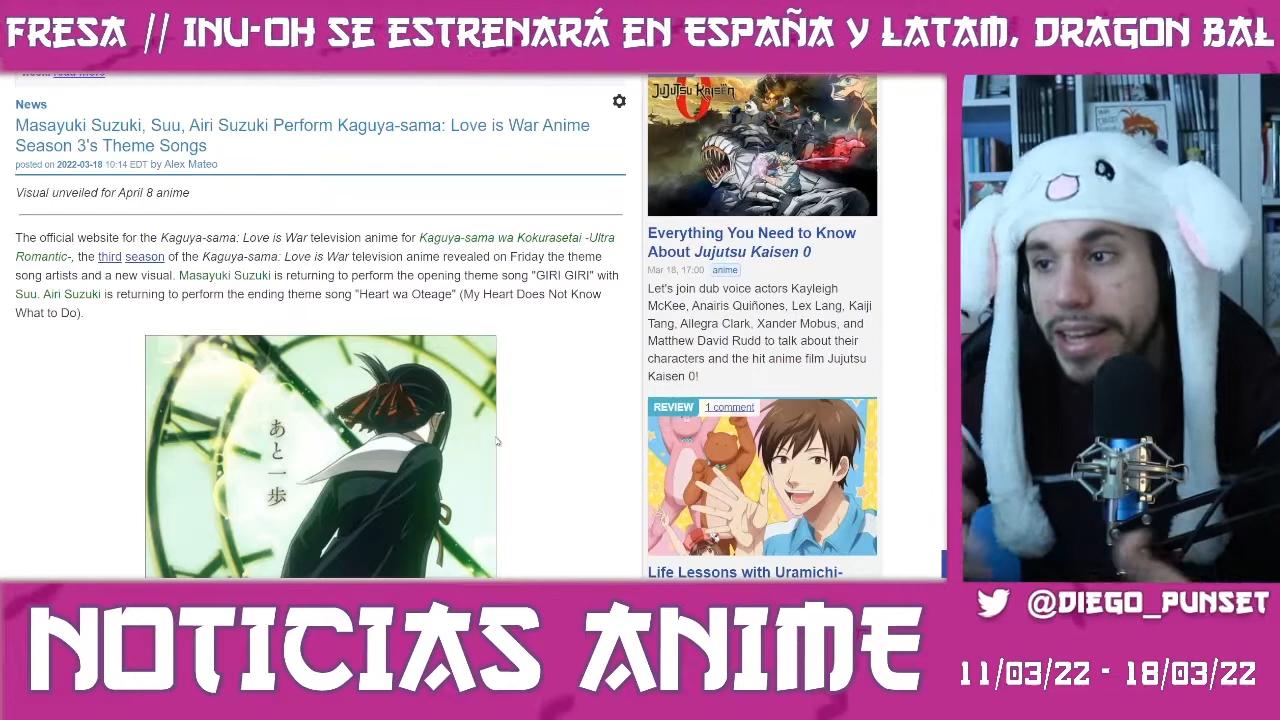 FRESA // INU-OH SE ESTRENARÁ EN ESPAÑA Y LATAM, DRAGON BAL
week. read more
News
Masayuki Suzuki, Suu, Airi Suzuki Perform Kaguya-sama: Love is War Anime
Season 3's Theme Songs
posted on 2022-03-18 10:14 EDT by Alex Mateo
Visual unveiled for April 8 anime
The official website for the Kaguya-sama: Love is War television anime for Kaguya-sama wa Kokurasetai -Ultra
Romantic-, the third season of the Kaguya-sama: Love is War television anime revealed on Friday the theme
song artists and a new visual. Masayuki Suzuki is returning to perform the opening theme song "GIRI GIRI" with
Suu. Airi Suzuki is returning to perform the ending theme song "Heart wa Oteage" (My Heart Does Not Know
What to Do).
あと一歩
JUJUTSU KAISEN
0
Everything You Need to Know
About Jujutsu Kaisen 0
Mar 18, 17:00 anime
Let's join dub voice actors Kayleigh
McKee, Anairis Quiñones, Lex Lang, Kaiji
Tang, Allegra Clark, Xander Mobus, and
Matthew David Rudd to talk about their
characters and the hit anime film Jujutsu
Kaisen 0!
REVIEW 1 comment
Life Lessons with Uramichi-
NOTICIAS ANIME
@DIEGO_PUNSET
11/03/22 - 18/03/22